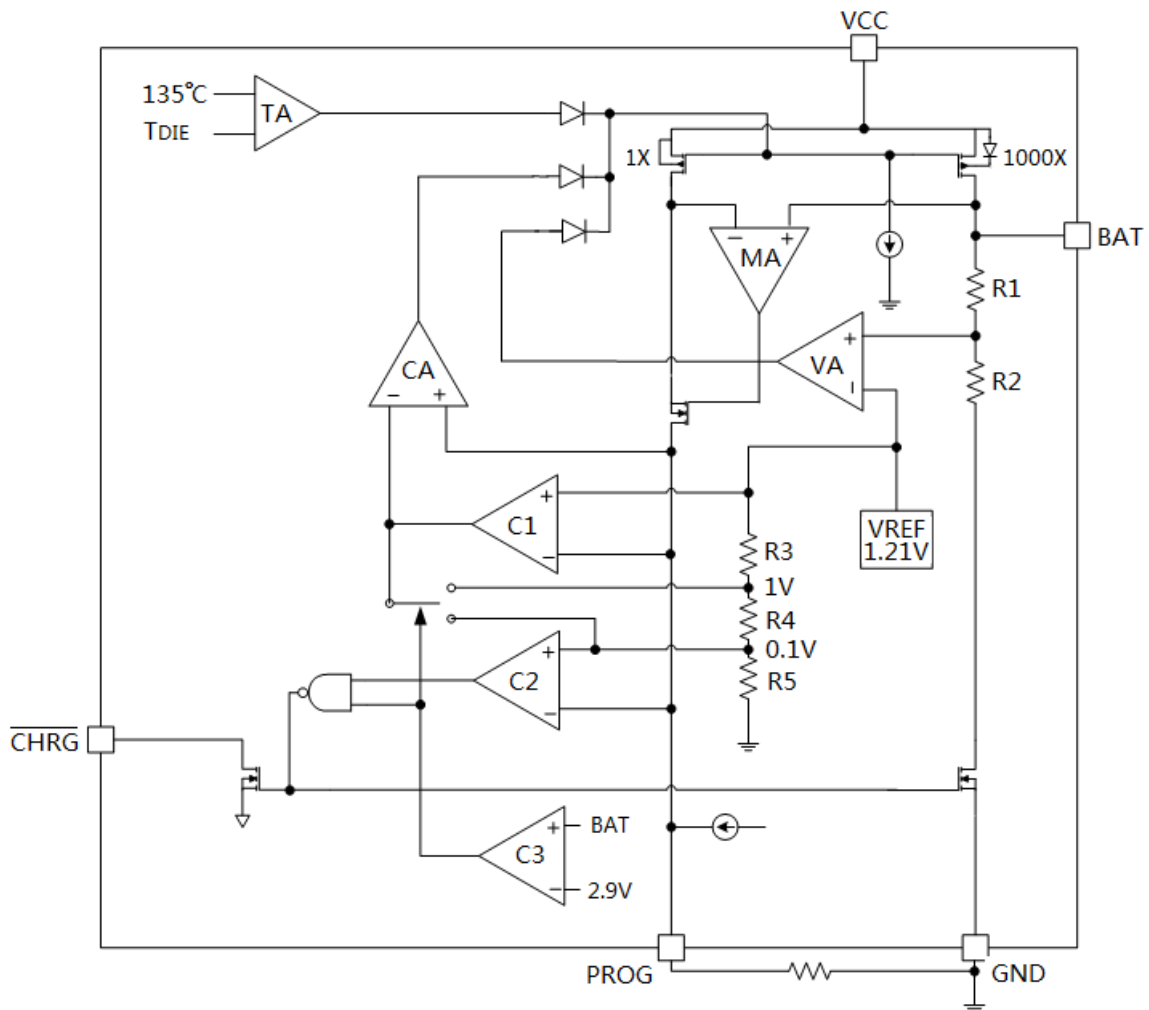 VCC
135°C
TA
TDIE
1X
1000X
BAT
MA
- +
R1
+
VA
-
R2
CA
- +
VREF
1.21V
+
C1
-
R3
1V
R4
0.1V
R5
+
C2
-
CHRG
+
C3
-
BAT
2.9V
PROG
GND